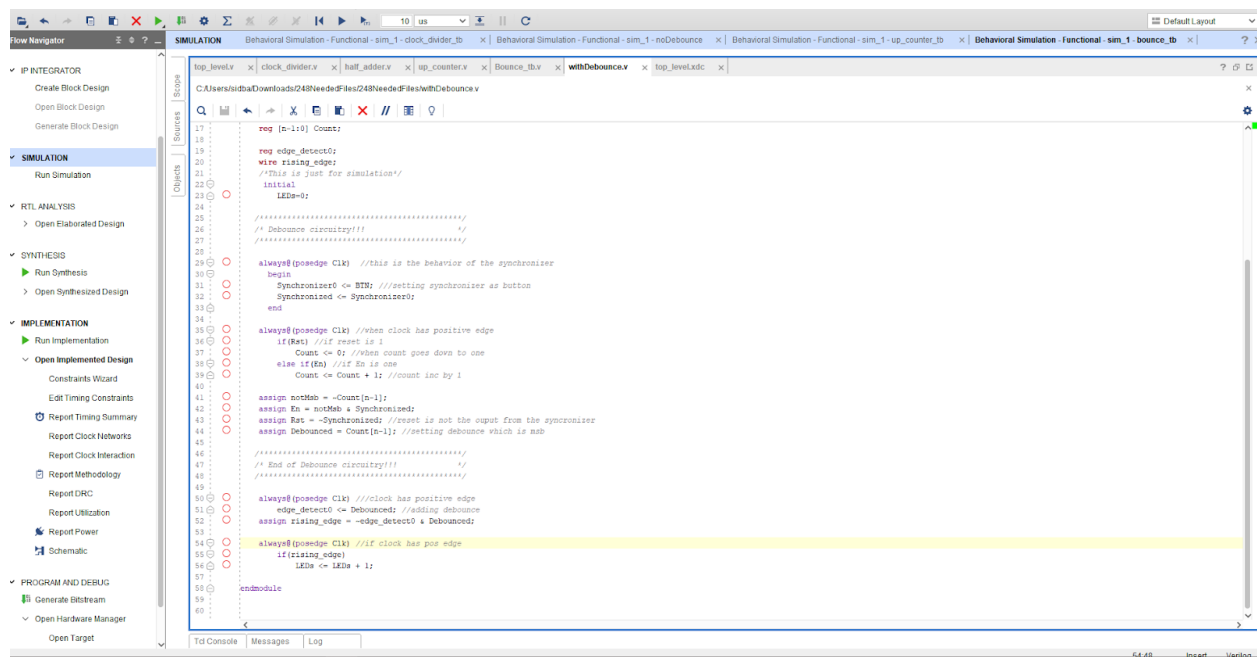 10 us
Default Layout
Flow Navigator
SIMULATION
Behavioral Simulation - Functional - sim_1 - clock_divider_tb
Behavioral Simulation - Functional - sim_1 - noDebounce
Behavioral Simulation - Functional - sim_1 - up_counter_tb
Behavioral Simulation - Functional - sim_1 - bounce_tb
IP INTEGRATOR
Create Block Design
Open Block Design
Generate Block Design
SIMULATION
Run Simulation
RTL ANALYSIS
Open Elaborated Design
SYNTHESIS
Run Synthesis
Open Synthesized Design
IMPLEMENTATION
Run Implementation
Open Implemented Design
Constraints Wizard
Edit Timing Constraints
Report Timing Summary
Report Clock Networks
Report Clock Interaction
Report Methodology
Report DRC
Report Utilization
Report Power
Schematic
PROGRAM AND DEBUG
Generate Bitstream
Open Hardware Manager
Open Target
Scope
Sources
Objects
top_level.v
clock_divider.v
half_adder.v
up_counter.v
Bounce_tb.v
withDebounce.v
top_level.xdc
C:/Users/sidba/Downloads/248NeededFiles/248NeededFiles/withDebounce.v
17 reg [n-1:0] Count;
18
19 reg edge_detect0;
20 wire rising_edge;
21 /*This is just for simulation*/
22 initial
23 LEDs=0;
24
25 /********************************************/
26 /* Debounce circuitry!!! */
27 /********************************************/
28
29 always@(posedge Clk) //this is the behavior of the synchronizer
30 begin
31 Synchronizer0 <= BTN; ///setting synchronizer as button
32 Synchronized <= Synchronizer0;
33 end
34
35 always@(posedge Clk) //when clock has positive edge
36 if(Rst) //if reset is 1
37 Count <= 0; //when count goes down to one
38 else if(En) //if En is one
39 Count <= Count + 1; //count inc by 1
40
41 assign notMsb = ~Count[n-1];
42 assign En = notMsb & Synchronized;
43 assign Rst = ~Synchronized; //reset is not the ouput from the syncronizer
44 assign Debounced = Count[n-1]; //setting debounce which is msb
45
46 /********************************************/
47 /* End of Debounce circuitry!!! */
48 /********************************************/
49
50 always@(posedge Clk) ///clock has positive edge
51 edge_detect0 <= Debounced; //adding debounce
52 assign rising_edge = ~edge_detect0 & Debounced;
53
54 always@(posedge Clk) //if clock has pos edge
55 if(rising_edge)
56 LEDs <= LEDs + 1;
57
58 endmodule
59
60
Tcl Console
Messages
Log
54:48
Insert
Verilog